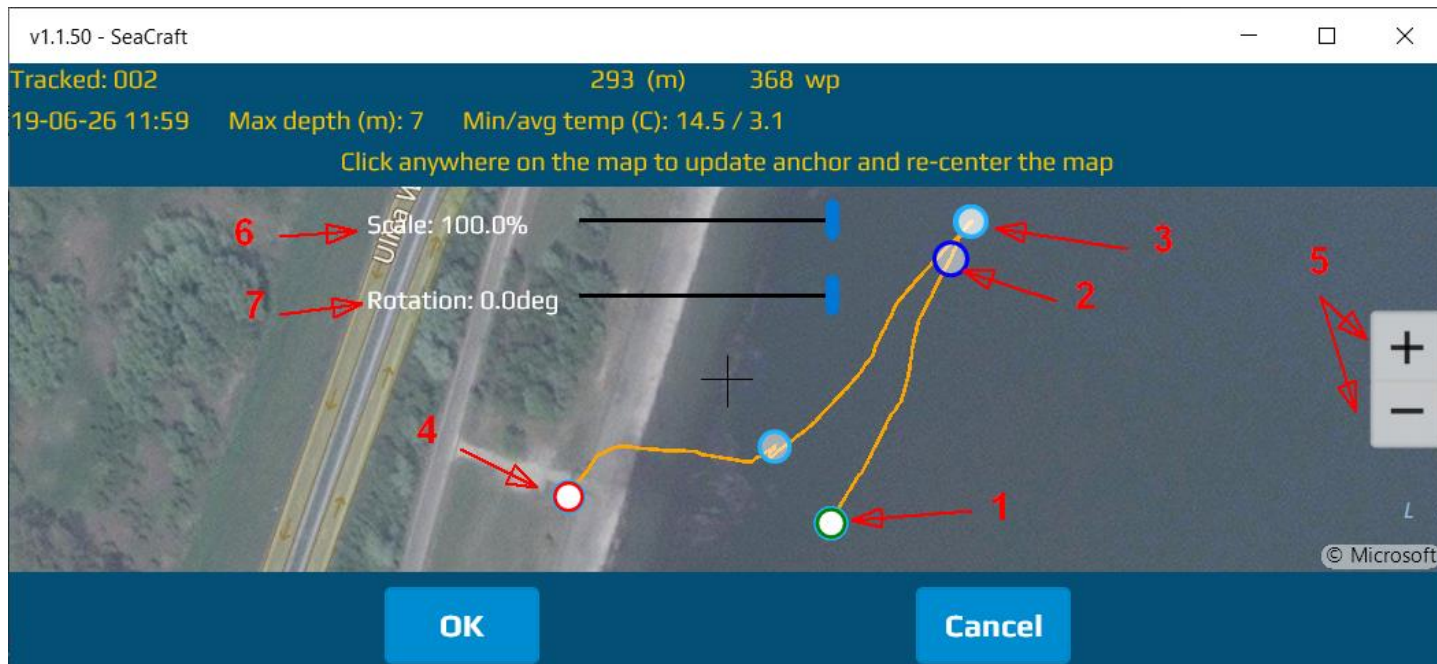 v1.1.50 - SeaCraft
Tracked: 002 293 (m) 368 wp
19-06-26 11:59 Max depth (m): 7 Min/avg temp (C): 14.5 / 3.1
Click anywhere on the map to update anchor and re-center the map
Ulica W
6 Scale: 100.0% 3
5
7 Rotation: 0.0deg 2
+
4
−
1
L
© Microsoft
OK Cancel